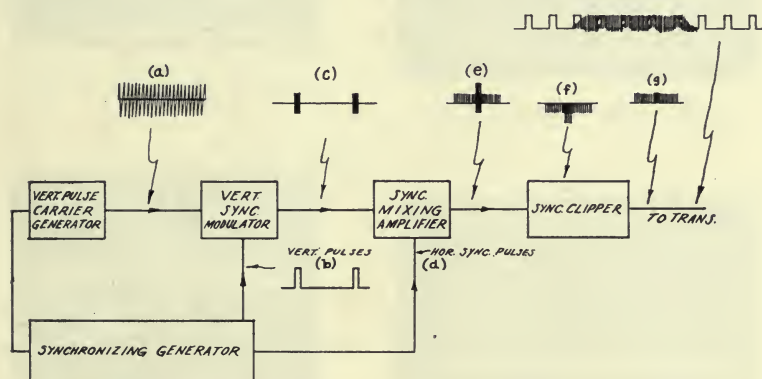 (a)
(c)
(e)
(f)
(g)
VERT. PULSE
CARRIER
GENERATOR
VERT.
SYNC
MODULATOR
SYNC.
MIXING
AMPLIFIER
SYNC. CLIPPER
TO TRANS.
VERT. PULSES
(b)
HOR. SYNC. PULSES
(d)
SYNCHRONIZING GENERATOR